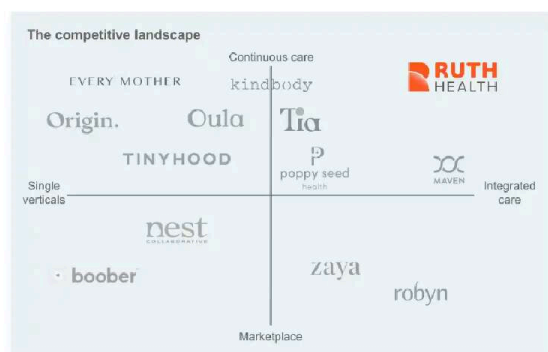 The competitive landscape
Continuous care
EVERY MOTHER
kindbody
RUTH
HEALTH
Origin.
Oula
Tia
TINYHOOD
poppy seed
health
MAVEN
Single
verticals
Integrated
care
nest
COLLABORATIVE
boober
zaya
robyn
Marketplace